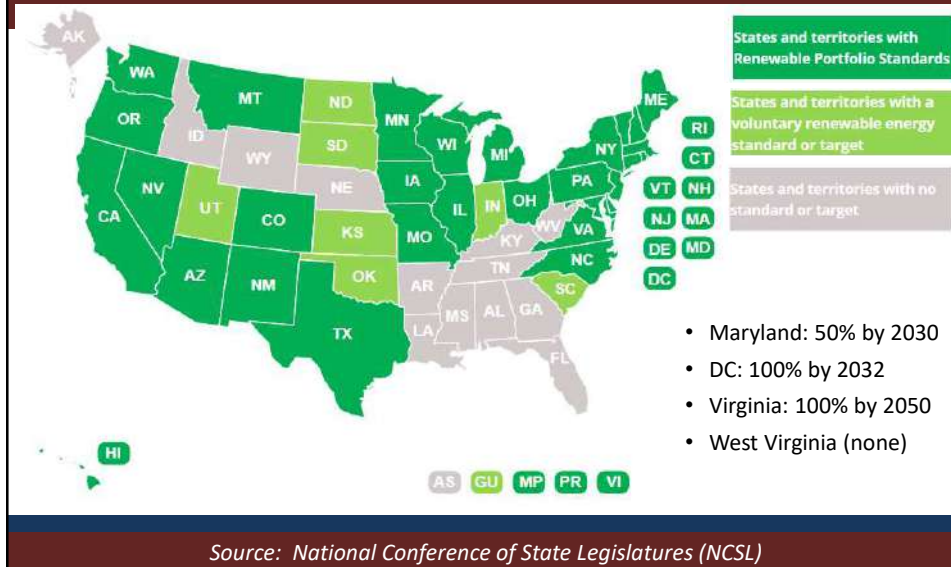 AK
WA
MT
ND
MN
ME
OR
ID
SD
WI
MI
NY
RI
WY
CT
NV
NE
IA
PA
VT
NH
CA
UT
CO
IL
IN
OH
NJ
MA
KS
MO
WV
VA
DE
MD
KY
AZ
NM
OK
AR
TN
NC
DC
TX
LA
MS
AL
GA
SC
FL
HI
AS
GU
MP
PR
VI
States and territories with
Renewable Portfolio Standards
States and territories with a
voluntary renewable energy
standard or target
States and territories with no
standard or target
• Maryland: 50% by 2030
• DC: 100% by 2032
• Virginia: 100% by 2050
• West Virginia (none)
Source: National Conference of State Legislatures (NCSL)